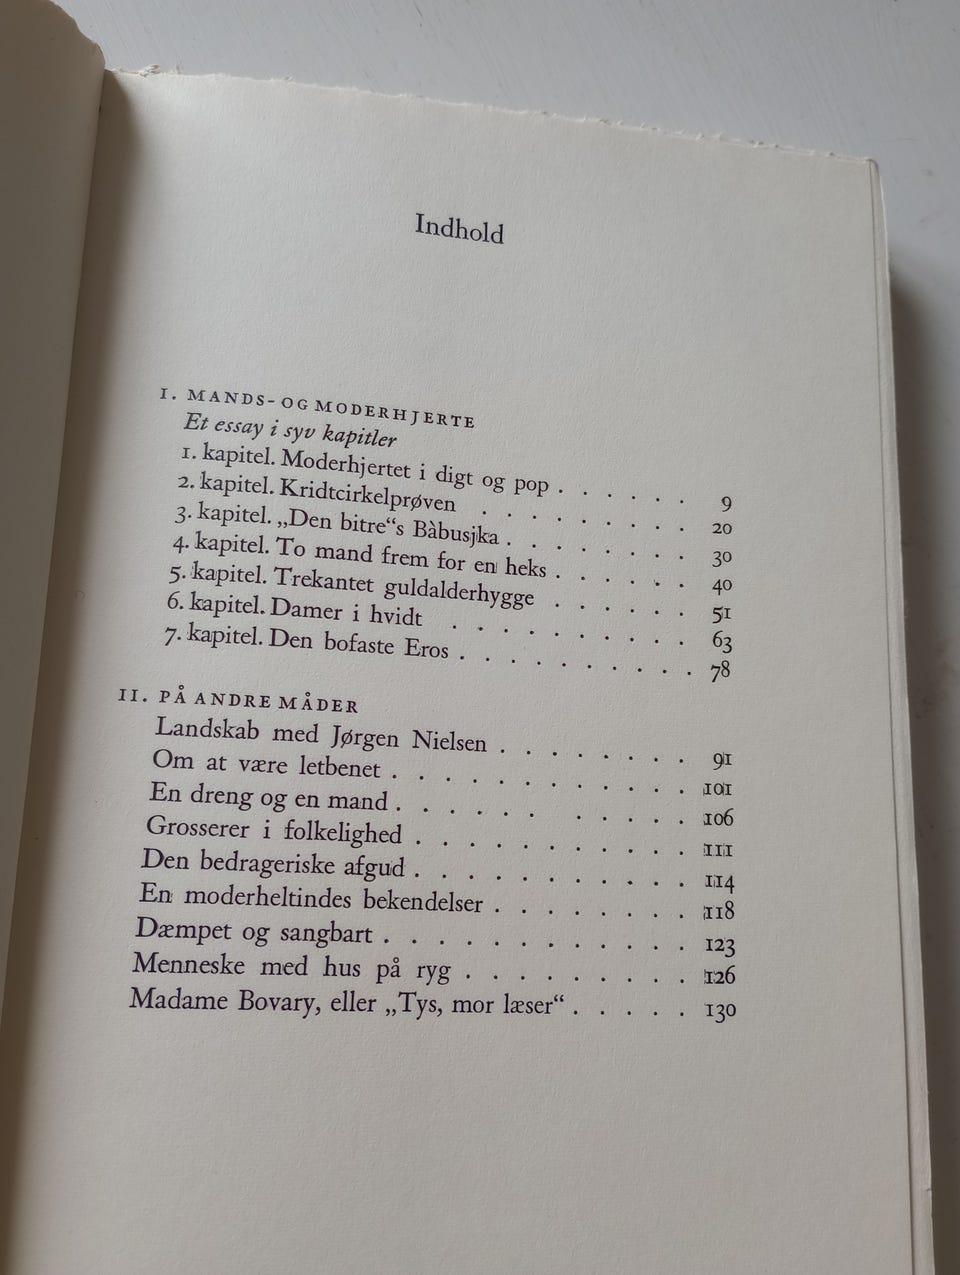 Indhold
I. MANDS- OG MODERHJERTE
Et essay i syv kapitler
1. kapitel. Moderhjertet i digt og pop . . . . . . 9
2. kapitel. Kridtcirkelprøven . . . . . . . . 20
3. kapitel. „Den bitre“s Bàbusjka . . . . . . . 30
4. kapitel. To mand frem for en heks . . . . . . 40
5. kapitel. Trekantet guldalderhygge . . . . . . 51
6. kapitel. Damer i hvidt . . . . . . . . . 63
7. kapitel. Den bofaste Eros . . . . . . . . . 78
II. PÅ ANDRE MÅDER
Landskab med Jørgen Nielsen . . . . . . . 91
Om at være letbenet . . . . . . . . . . . 101
En dreng og en mand . . . . . . . . . . 106
Grosserer i folkelighed . . . . . . . . . . . 111
Den bedrageriske afgud . . . . . . . . . . . 114
En moderheltindes bekendelser . . . . . . . . 118
Dæmpet og sangbart . . . . . . . . . . . . 123
Menneske med hus på ryg . . . . . . . . . 126
Madame Bovary, eller „Tys, mor læser“ . . . . . 130